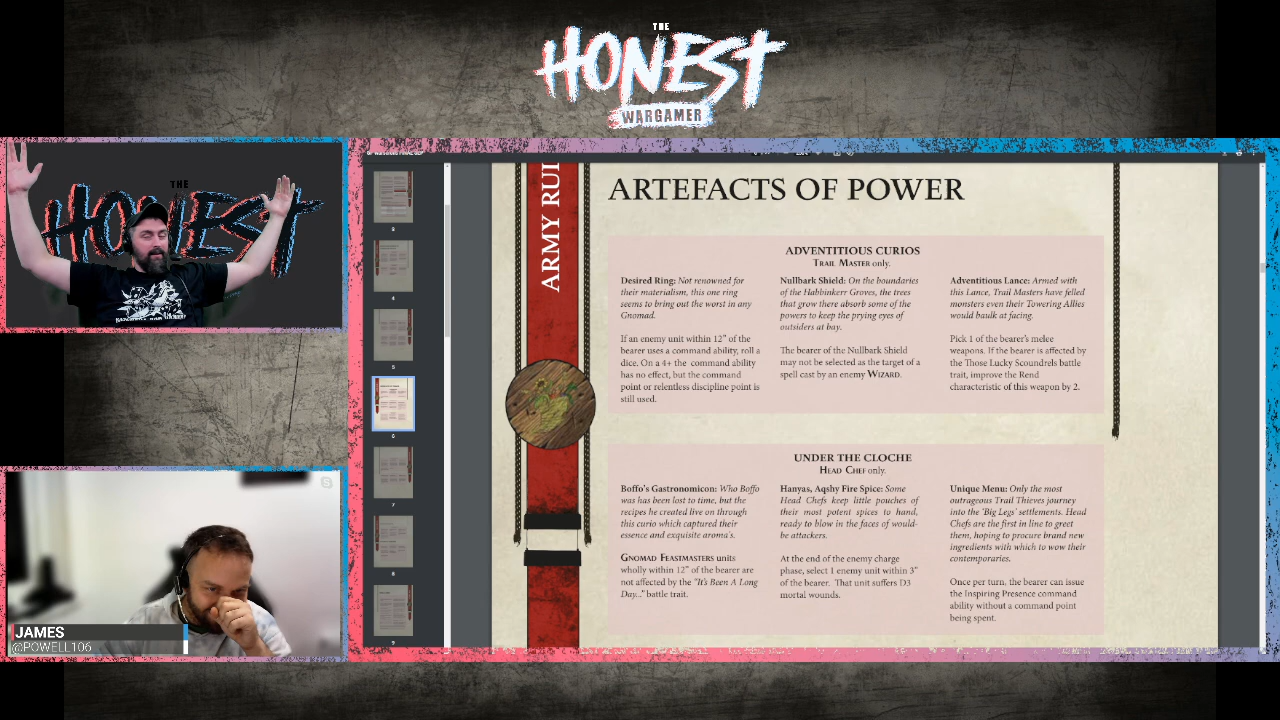 THE
HONEST
WARGAMER
THE
HONEST
JAMES
@POWELL106
3
4
5
6
7
8
9
ARMY RUL
ARTEFACTS OF POWER
ADVENTITIOUS CURIOS
TRAIL MASTER only.
Desired Ring: Not renowned for
their materialism, this one ring
seems to bring out the worst in any
Gnomad.
If an enemy unit within 12" of the
bearer uses a command ability, roll a
dice. On a 4+ the command ability
has no effect, but the command
point or relentless discipline point is
still used.
Nullbark Shield: On the boundaries
of the Habbinkerr Groves, the trees
that grow there absorb some of the
powers to keep the prying eyes of
outsiders at bay.
The bearer of the Nullbark Shield
may not be selected as the target of a
spell cast by an enemy WIZARD.
Adventitious Lance: Armed with
this Lance, Trail Masters have felled
monsters even their Towering Allies
would baulk at facing.
Pick 1 of the bearer's melee
weapons. If the bearer is affected by
the Those Lucky Scoundrels battle
trait, improve the Rend
characteristic of this weapon by 2.
UNDER THE CLOCHE
HEAD CHEF only.
Boffo's Gastronomicon: Who Boffo
was has been lost to time, but the
recipes he created live on through
this curio which captured their
essence and exquisite aroma's.
GNOMAD FEASTMASTERS units
wholly within 12" of the bearer are
not affected by the "It's Been A Long
Day..." battle trait.
Hanyas, Aqshy Fire Spice: Some
Head Chefs keep little pouches of
their most potent spices to hand,
ready to blow in the faces of would-
be attackers.
At the end of the enemy charge
phase, select 1 enemy unit within 3"
of the bearer. That unit suffers D3
mortal wounds.
Unique Menu: Only the most
outrageous Trail Thieves journey
into the 'Big Legs' settlements. Head
Chefs are the first in line to greet
them, hoping to procure brand new
ingredients with which to wow their
contemporaries.
Once per turn, the bearer can issue
the Inspiring Presence command
ability without a command point
being spent.